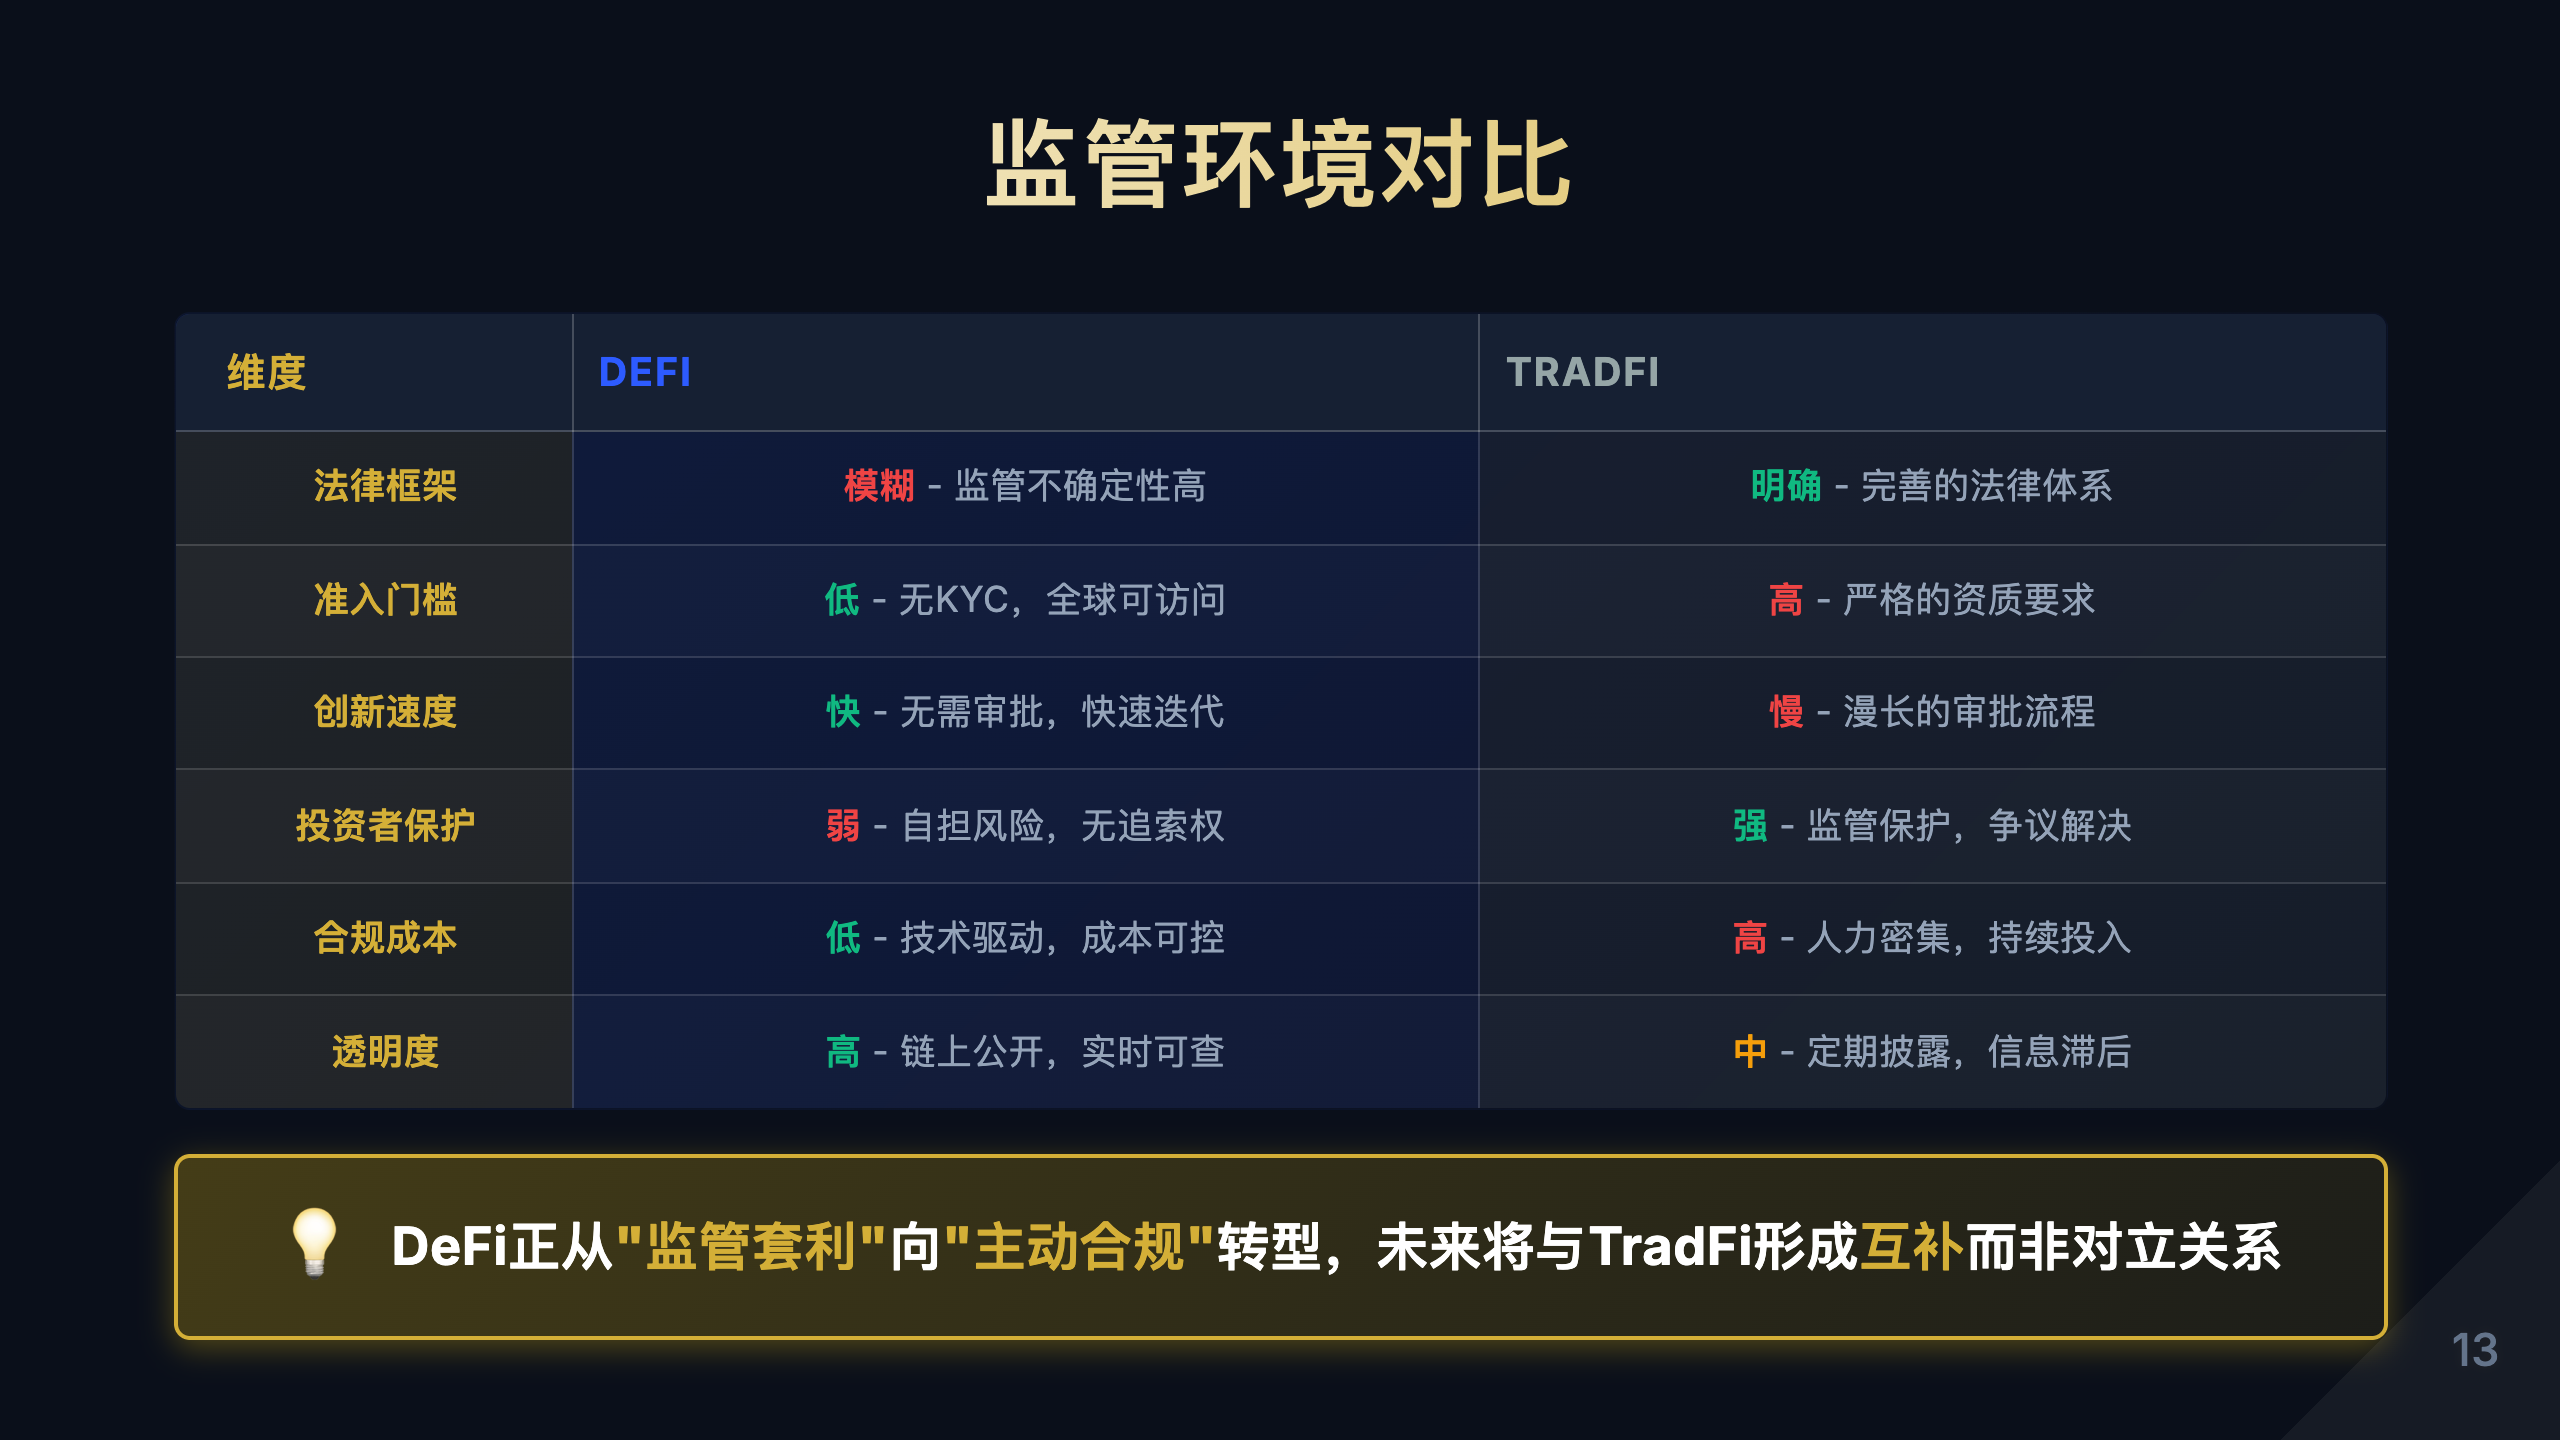 监管环境对比
维度 DEFI TRADFI
法律框架 模糊 - 监管不确定性高 明确 - 完善的法律体系
准入门槛 低 - 无KYC，全球可访问 高 - 严格的资质要求
创新速度 快 - 无需审批，快速迭代 慢 - 漫长的审批流程
投资者保护 弱 - 自担风险，无追索权 强 - 监管保护，争议解决
合规成本 低 - 技术驱动，成本可控 高 - 人力密集，持续投入
透明度 高 - 链上公开，实时可查 中 - 定期披露，信息滞后
DeFi正从"监管套利"向"主动合规"转型，未来将与TradFi形成互补而非对立关系
13